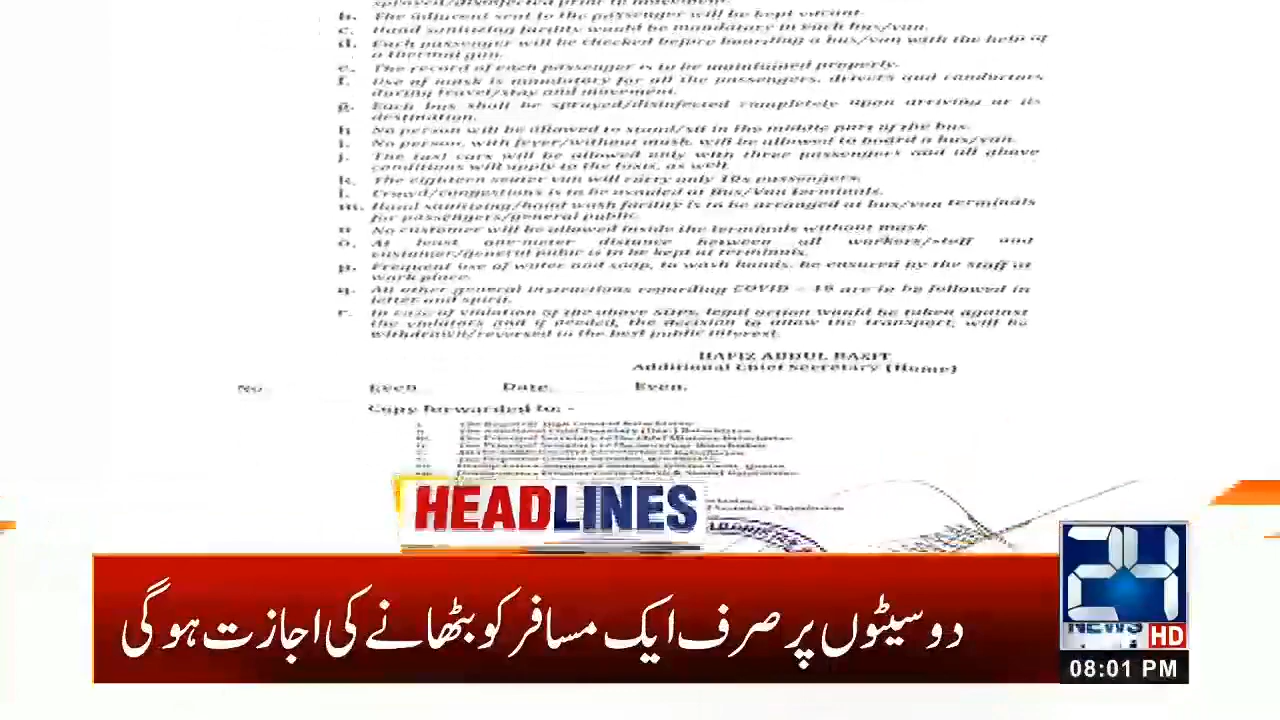 b. The adjacent seat to the passenger will be kept vacant.
c. Hand sanitizing facility would be mandatory in each bus/van.
d. Each passenger will be checked before boarding a bus/van with the help of
a thermal gun.
e. The record of each passenger is to be maintained properly.
f. Use of mask is mandatory for all the passengers, drivers and conductors
during travel/stay and movement.
g. Each bus shall be sprayed/disinfected completely upon arriving at its
destination.
h No person will be allowed to stand/sit in the middle part of the bus.
i. No person, with fever/without mask, will be allowed to board a bus/van.
j. The taxi cars will be allowed only with three passengers and all above
conditions will apply to the taxis, as well.
k. The eighteen seater van will carry only 10x passengers.
l. Crowd/congestions is to be avoided at Bus/Van terminals.
m. Hand sanitizing/hand wash facility is to be arranged at bus/van terminals
for passengers/general public.
n No customer will be allowed inside the terminals without mask.
o. At least one-meter distance between all workers/staff and
customer/general public is to be kept at terminals.
p. Frequent use of water and soap, to wash hands, be ensured by the staff at
work place.
q. All other general instructions regarding COVID - 19 are to be followed in
letter and spirit.
r. In case of violation of the above, legal action would be taken against
the violators and if needed, the decision to allow the transport, will be
withdrawn/reversed in the best public interest.
HAFIZ ABDUL BASIT
Additional Chief Secretary (Home)
No. Even Date. Even.
Copy forwarded to: -
HEADLINES
دو سیٹوں پر صرف ایک مسافر کو بٹھانے کی اجازت ہو گی
24
NEWS HD
08:01 PM